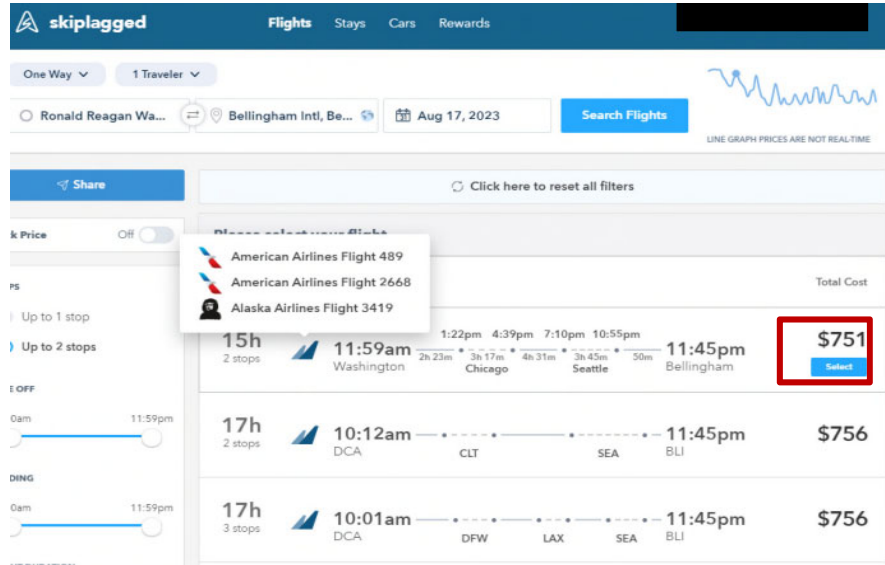 skiplagged Flights Stays Cars Rewards
One Way 1 Traveler
Ronald Reagan Wa... Bellingham Intl, Be... Aug 17, 2023 Search Flights
LINE GRAPH PRICES ARE NOT REAL-TIME
Share Click here to reset all filters
k Price Off
American Airlines Flight 489
American Airlines Flight 2668
Alaska Airlines Flight 3419
PS Total Cost
Up to 1 stop
Up to 2 stops
15h 1:22pm 4:39pm 7:10pm 10:55pm $751
2 stops 11:59am 2h 23m 3h 17m 4h 31m 3h 45m 50m 11:45pm Select
Washington Chicago Seattle Bellingham
E OFF
0am 11:59pm
17h 10:12am 11:45pm $756
2 stops DCA CLT SEA BLI
DING
0am 11:59pm
17h 10:01am 11:45pm $756
3 stops DCA DFW LAX SEA BLI